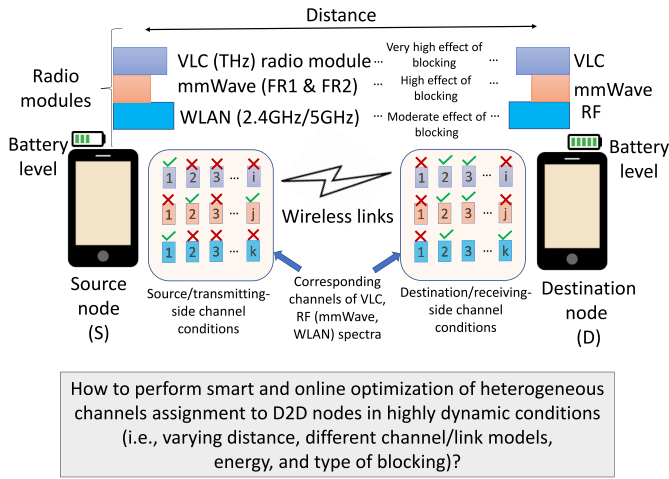 Distance
Radio
modules
VLC (THz) radio module
mmWave (FR1 & FR2)
WLAN (2.4GHz/5GHz)
... Very high effect of
blocking ...
... High effect of
blocking ...
... Moderate effect of
blocking ...
VLC
mmWave
RF
Battery
level
Battery
level
1 2 3 ... i
1 2 3 ... j
1 2 3 ... k
Wireless links
1 2 3 ... i
1 2 3 ... j
1 2 3 ... k
Source
node
(S)
Source/transmitting-
side channel
conditions
Corresponding
channels of VLC,
RF (mmWave,
WLAN) spectra
Destination/receiving-
side channel
conditions
Destination
node
(D)
How to perform smart and online optimization of heterogeneous
channels assignment to D2D nodes in highly dynamic conditions
(i.e., varying distance, different channel/link models,
energy, and type of blocking)?